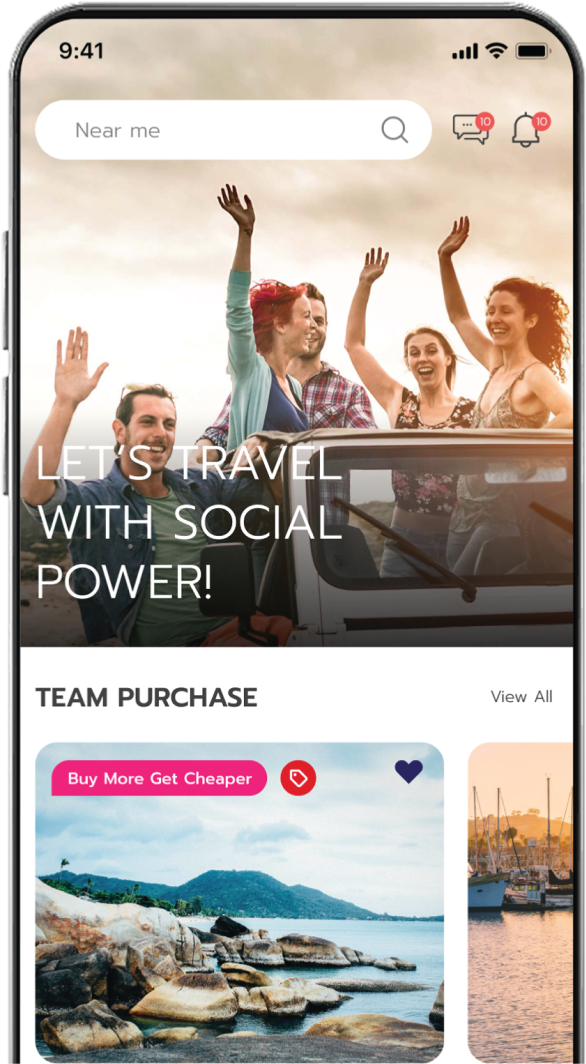 9:41
Near me
10
10
LET'S TRAVEL
WITH SOCIAL
POWER!
TEAM PURCHASE
View All
Buy More Get Cheaper